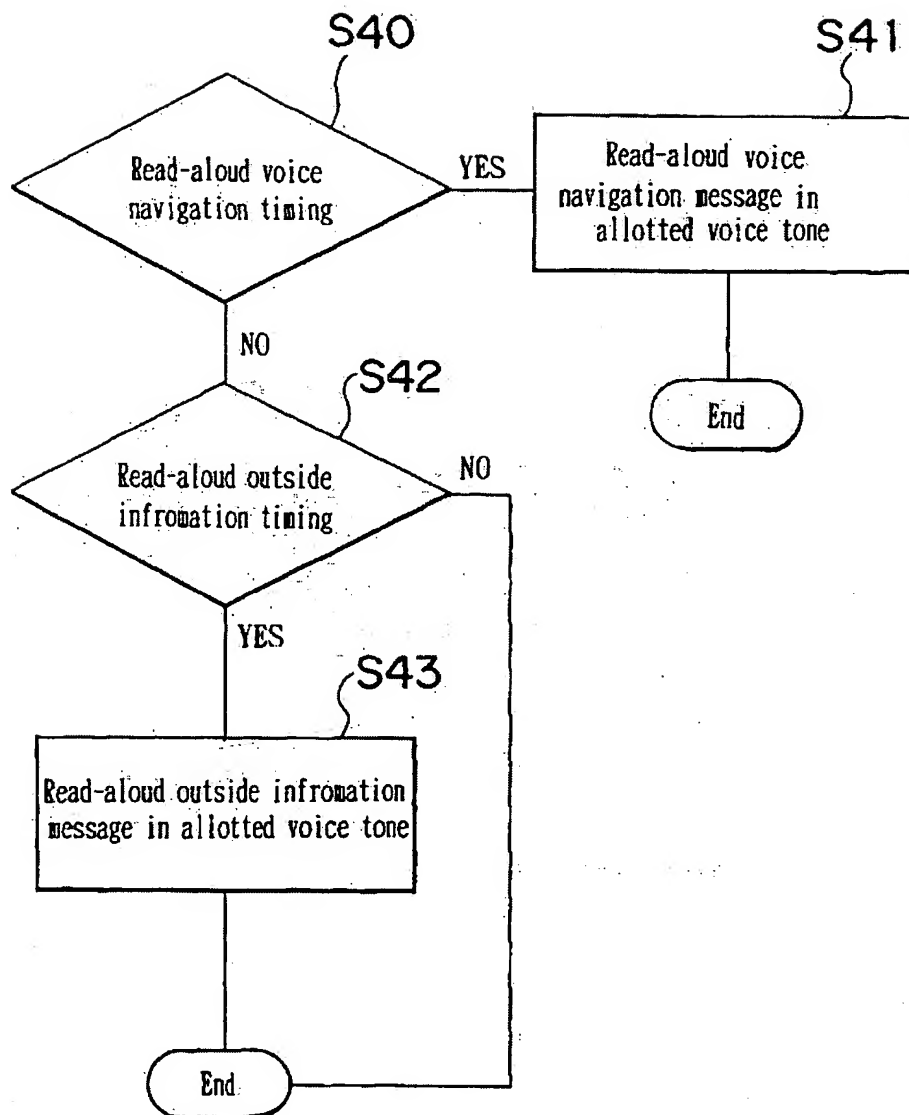 S40
Read-aloud voice
navigation timing
YES
S41
Read-aloud voice
navigation message in
allotted voice tone
End
NO
S42
Read-aloud outside
infromation timing
NO
YES
S43
Read-aloud outside infromation
message in allotted voice tone
End